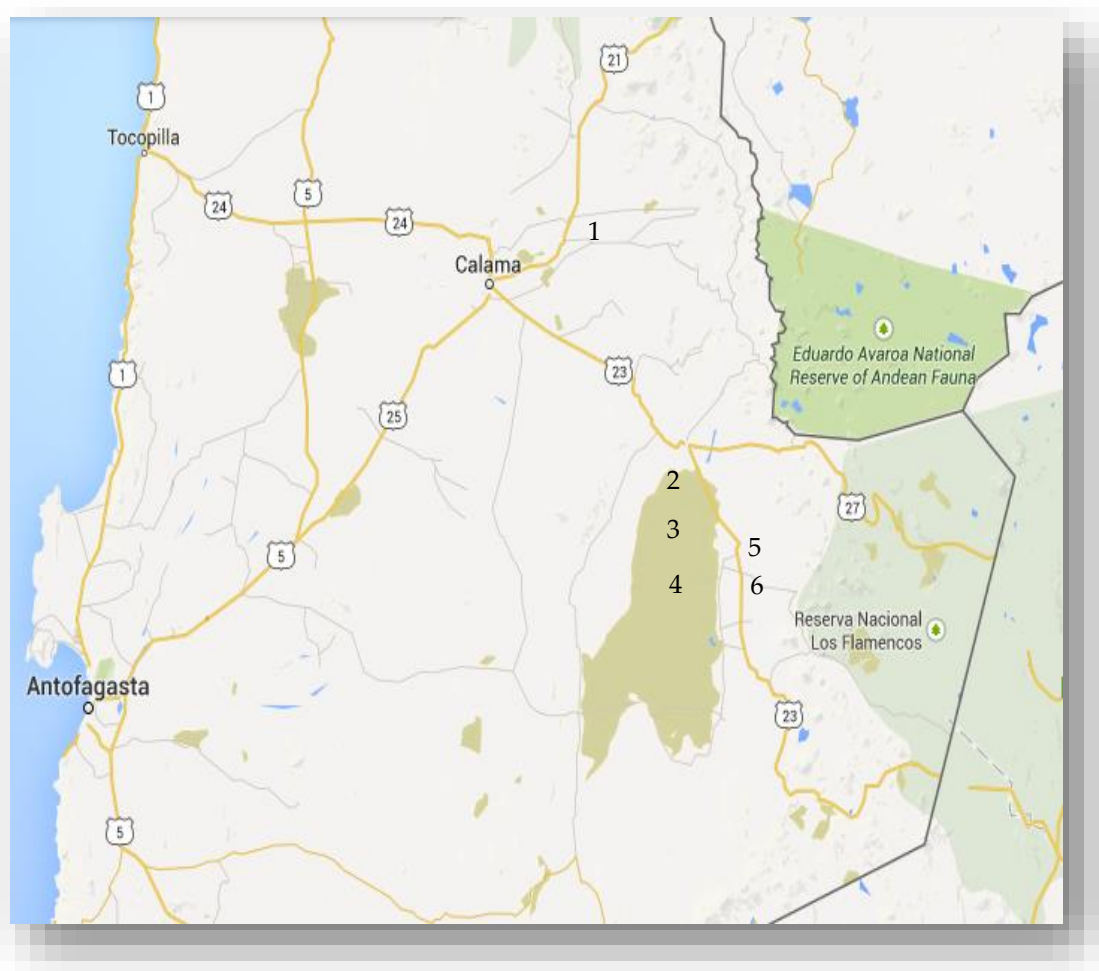 21
1
Tocopilla
5
24
24
1
Calama
Eduardo Avaroa National
Reserve of Andean Fauna
23
1
25
2
27
3
5
5
4
6
Reserva Nacional
Los Flamencos
Antofagasta
23
5